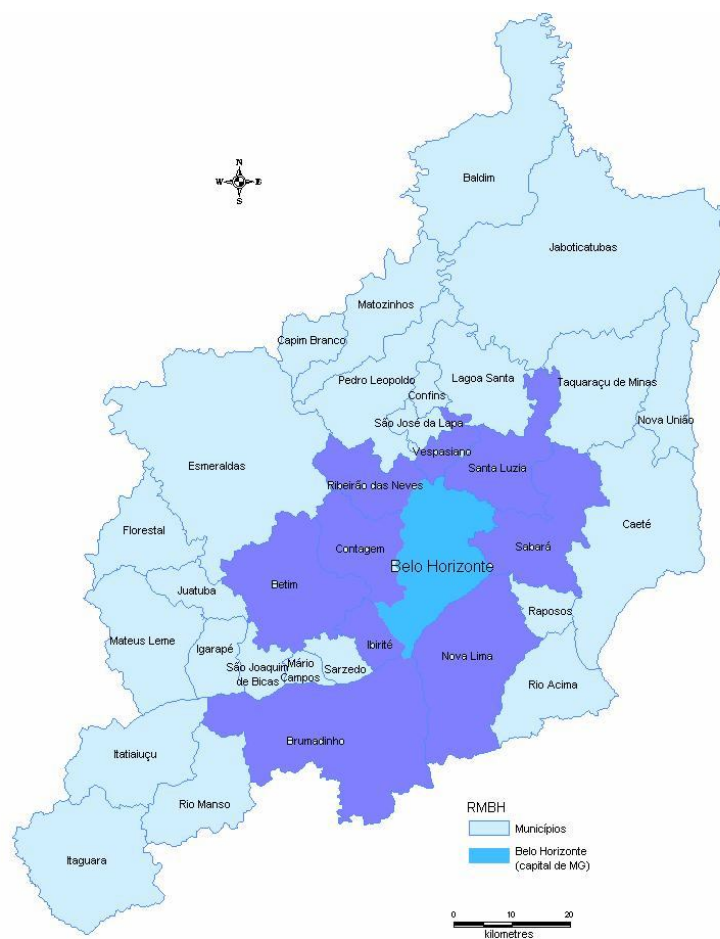 N
W E
S
Baldim
Jaboticatubas
Matozinhos
Capim Branco
Pedro Leopoldo
Lagoa Santa
Taquaraçu de Minas
Confins
São José da Lapa
Nova União
Vespasiano
Esmeraldas
Santa Luzia
Ribeirão das Neves
Florestal
Caeté
Contagem
Sabará
Belo Horizonte
Betim
Juatuba
Raposos
Mateus Leme
Igarapé
Ibirité
São Joaquim
de Bicas
Mário
Campos
Sarzedo
Nova Lima
Rio Acima
Brumadinho
Itatiaiuçu
Rio Manso
Itaguara
RMBH
Municípios
Belo Horizonte
(capital de MG)
0 10 20
kilometres